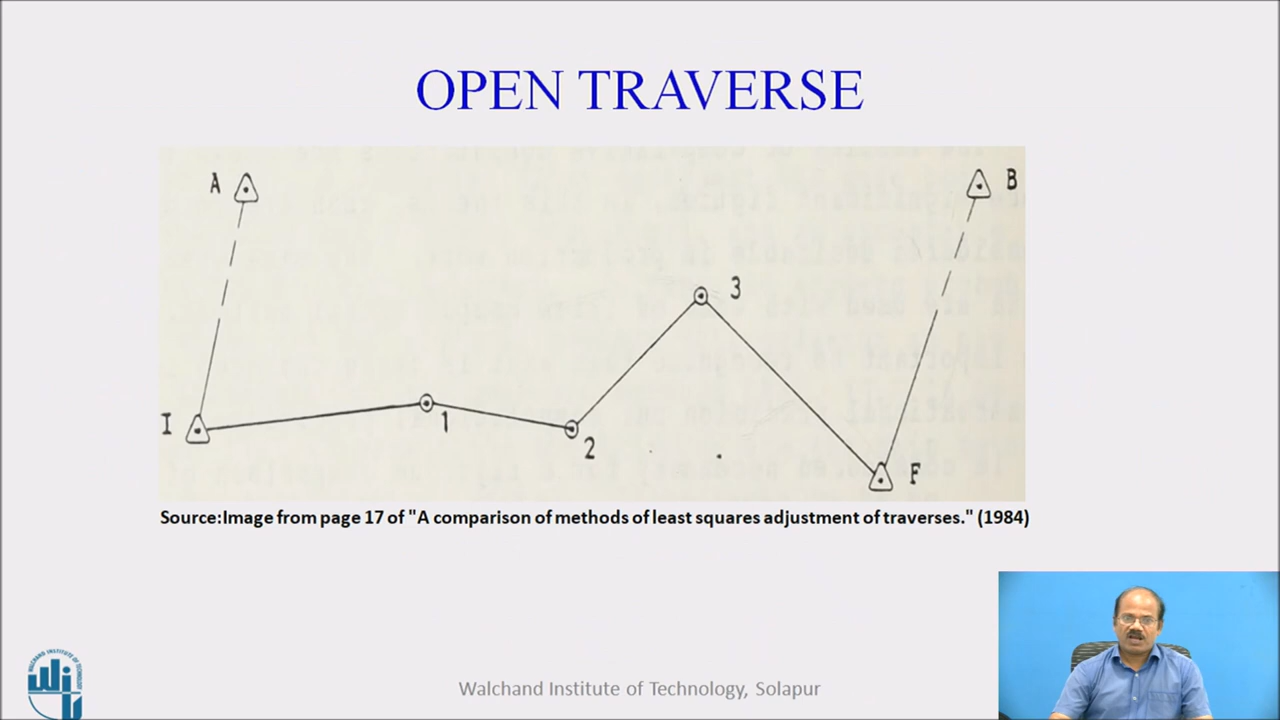 OPEN TRAVERSE
A
B
3
I
1
2
F
Source:Image from page 17 of "A comparison of methods of least squares adjustment of traverses." (1984)
Walchand Institute of Technology, Solapur